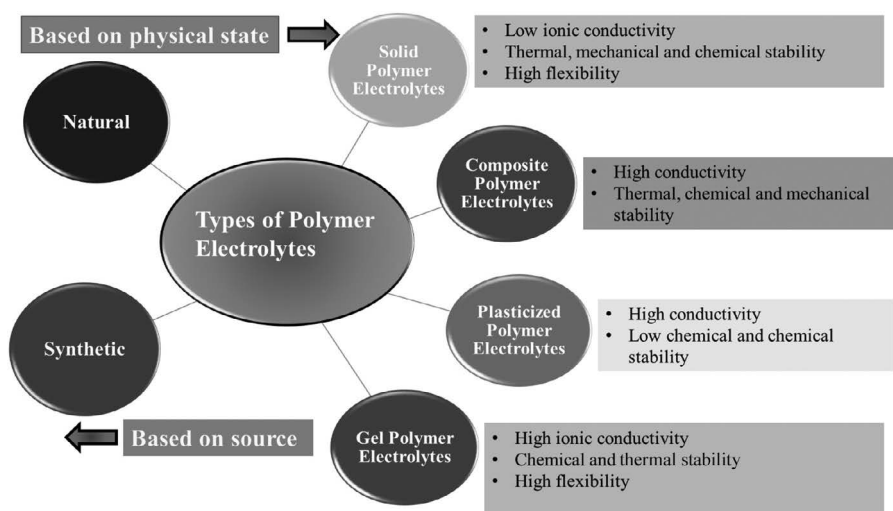 Based on physical state
Solid
Polymer
Electrolytes
• Low ionic conductivity
• Thermal, mechanical and chemical stability
• High flexibility
Natural
Composite
Polymer
Electrolytes
• High conductivity
• Thermal, chemical and mechanical
stability
Types of Polymer
Electrolytes
Plasticized
Polymer
Electrolytes
• High conductivity
• Low chemical and chemical
stability
Synthetic
Based on source
Gel Polymer
Electrolytes
• High ionic conductivity
• Chemical and thermal stability
• High flexibility